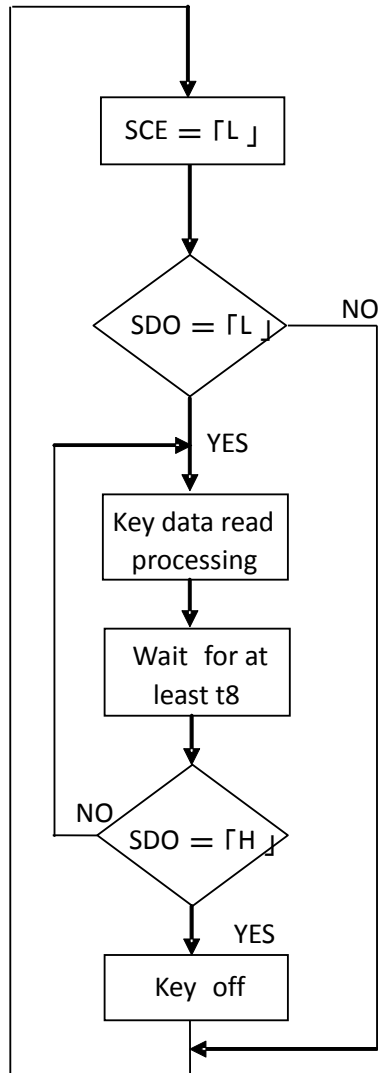 SCE = ｢L｣
SDO = ｢L｣
NO
YES
Key data read
processing
Wait for at
least t8
NO
SDO = ｢H｣
YES
Key off